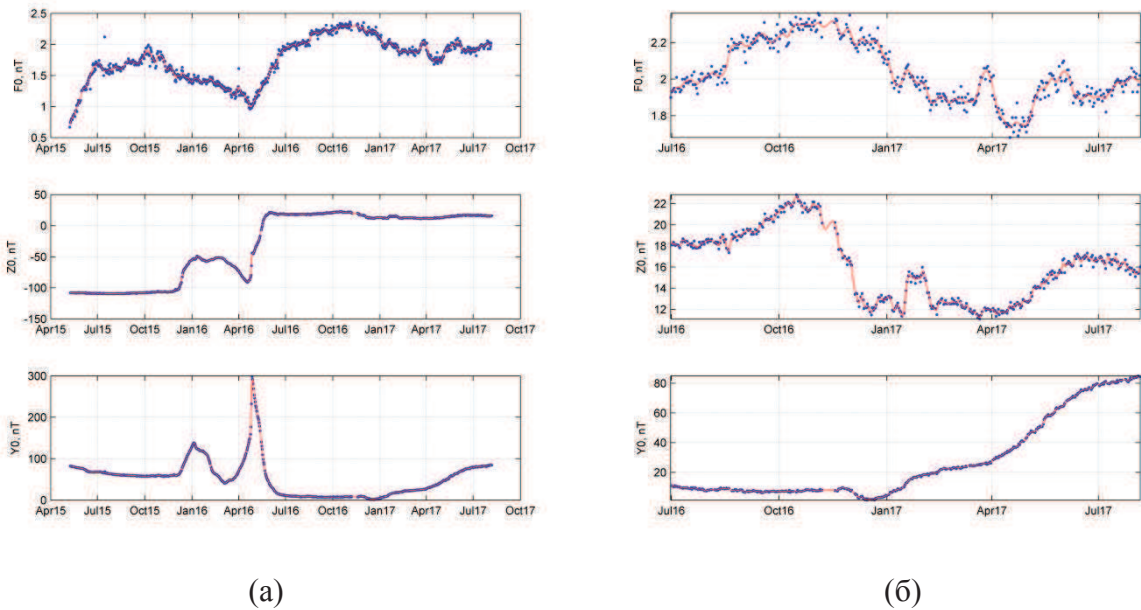 2.5
2
1.5
1
0.5
F0, nT
Apr15 Jul15 Oct15 Jan16 Apr16 Jul16 Oct16 Jan17 Apr17 Jul17 Oct17
50
0
-50
-100
-150
Z0, nT
Apr15 Jul15 Oct15 Jan16 Apr16 Jul16 Oct16 Jan17 Apr17 Jul17 Oct17
300
200
100
0
Y0, nT
Apr15 Jul15 Oct15 Jan16 Apr16 Jul16 Oct16 Jan17 Apr17 Jul17 Oct17
(а)
2.2
2
1.8
F0, nT
Jul16 Oct16 Jan17 Apr17 Jul17
22
20
18
16
14
12
Z0, nT
Jul16 Oct16 Jan17 Apr17 Jul17
80
60
40
20
Y0, nT
Jul16 Oct16 Jan17 Apr17 Jul17
(б)